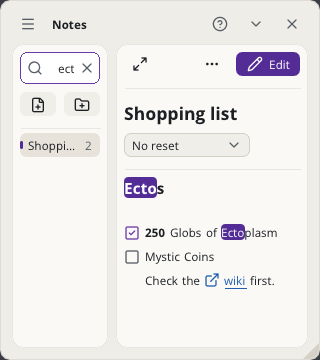 Notes
ect
Edit
Shoppi... 2
Shopping list
No reset
Ectos
250 Globs of Ectoplasm
Mystic Coins
Check the wiki first.